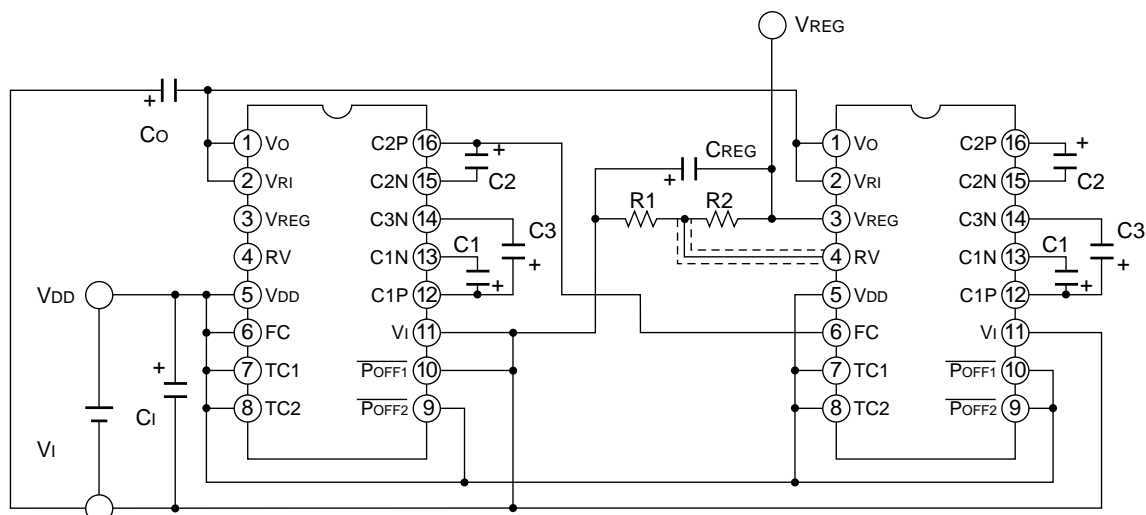 VREG
+
CO
1 VO
2 VRI
3 VREG
4 RV
5 VDD
6 FC
7 TC1
8 TC2
C2P 16
C2N 15
C3N 14
C1N 13
C1P 12
VI 11
POFF1 10
POFF2 9
+
C2
C1
+
C3
+
VDD
+
CI
VI
CREG
+
R1
R2
1 VO
2 VRI
3 VREG
4 RV
5 VDD
6 FC
7 TC1
8 TC2
C2P 16
C2N 15
C3N 14
C1N 13
C1P 12
VI 11
POFF1 10
POFF2 9
+
C2
C1
+
C3
+